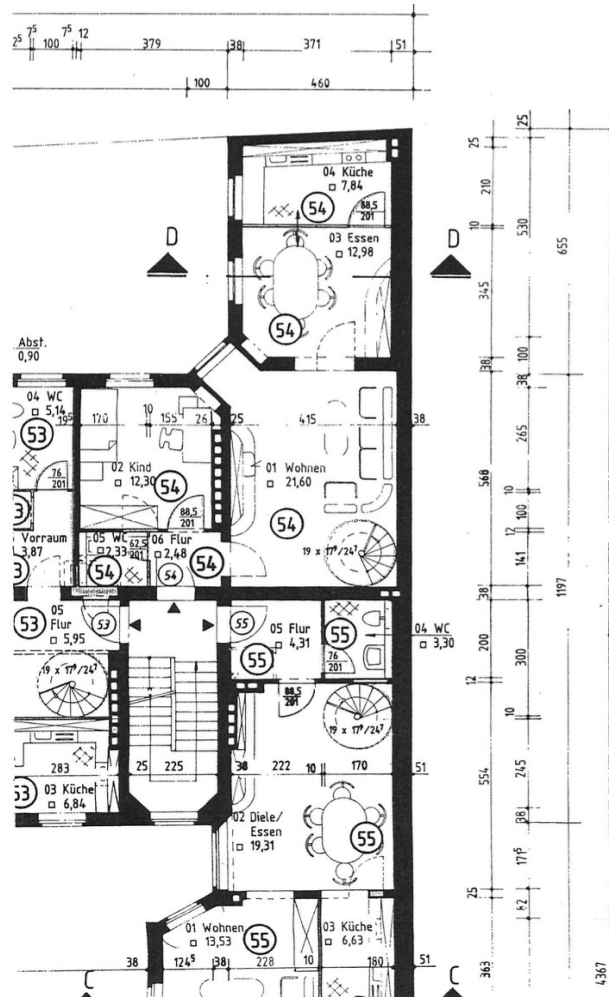 2⁵ 7⁵ 100 7⁵ 12 379 38 371 51
100 460
25
25
04 Küche
□ 7,84
210
54
88,5
201
10
530
D
03 Essen
□ 12,98
D
655
345
54
Abst.
0,90
38
100
38
04 WC
□ 5,14
19⁵ 170 10 155 26 25 415 38
53
265
02 Kind
□ 12,30
54
01 Wohnen
□ 21,60
566
76
201
88,5
201
10
100
54
12
Vorraum
3,87
05 WC
□ 2,33
62,5
201
06 Flur
□ 2,48
54
19 x 17⁹/24⁷
141
54
54
1197
38
53
05
Flur
□ 5,95
53
55
05 Flur
□ 4,31
55
04 WC
□ 3,30
200
300
55
76
201
19 x 17⁹/24⁷
12
88,5
201
19 x 17⁹/24⁷
10
283 25 225 38 222 10 170 51
554
245
53
03 Küche
□ 6,84
02 Diele/
Essen
□ 19,31
55
38
171⁵
25
01 Wohnen
□ 13,53
55
03 Küche
□ 6,63
38 124⁵ 38 228 10 180 51
363
4367
C
C